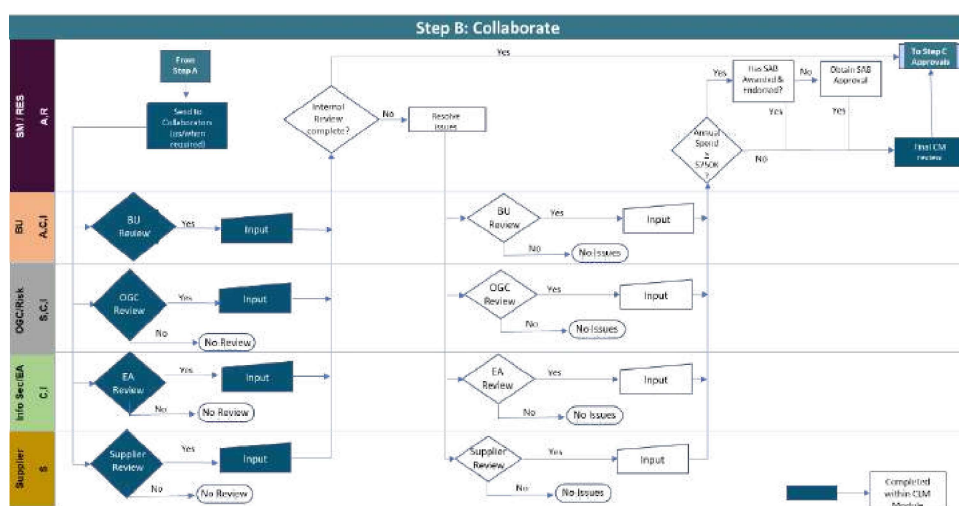 Step B: Collaborate
SM / RES
A,R
From
Step A
Send to
Collaborators
(as/when
required)
Internal
Review
complete?
Yes
No
Resolve
Issues
Annual
Spend
≥
$750K
?
Yes
No
Has SAB
Awarded &
Endorsed?
No
Yes
Obtain SAB
Approval
Yes
To Step C
Approvals
Final CM
review
BU
A,C,I
BU
Review
Yes
Input
BU
Review
Yes
Input
No
No Issues
OGC/Risk
S,C,I
OGC
Review
Yes
Input
No
No Review
OGC
Review
Yes
Input
No
No Issues
Info Sec/EA
C,I
EA
Review
Yes
Input
No
No Review
EA
Review
Yes
Input
No
No Issues
Supplier
S
Supplier
Review
Yes
Input
No
No Review
Supplier
Review
Yes
Input
No
No Issues
Completed
within CLM
Module